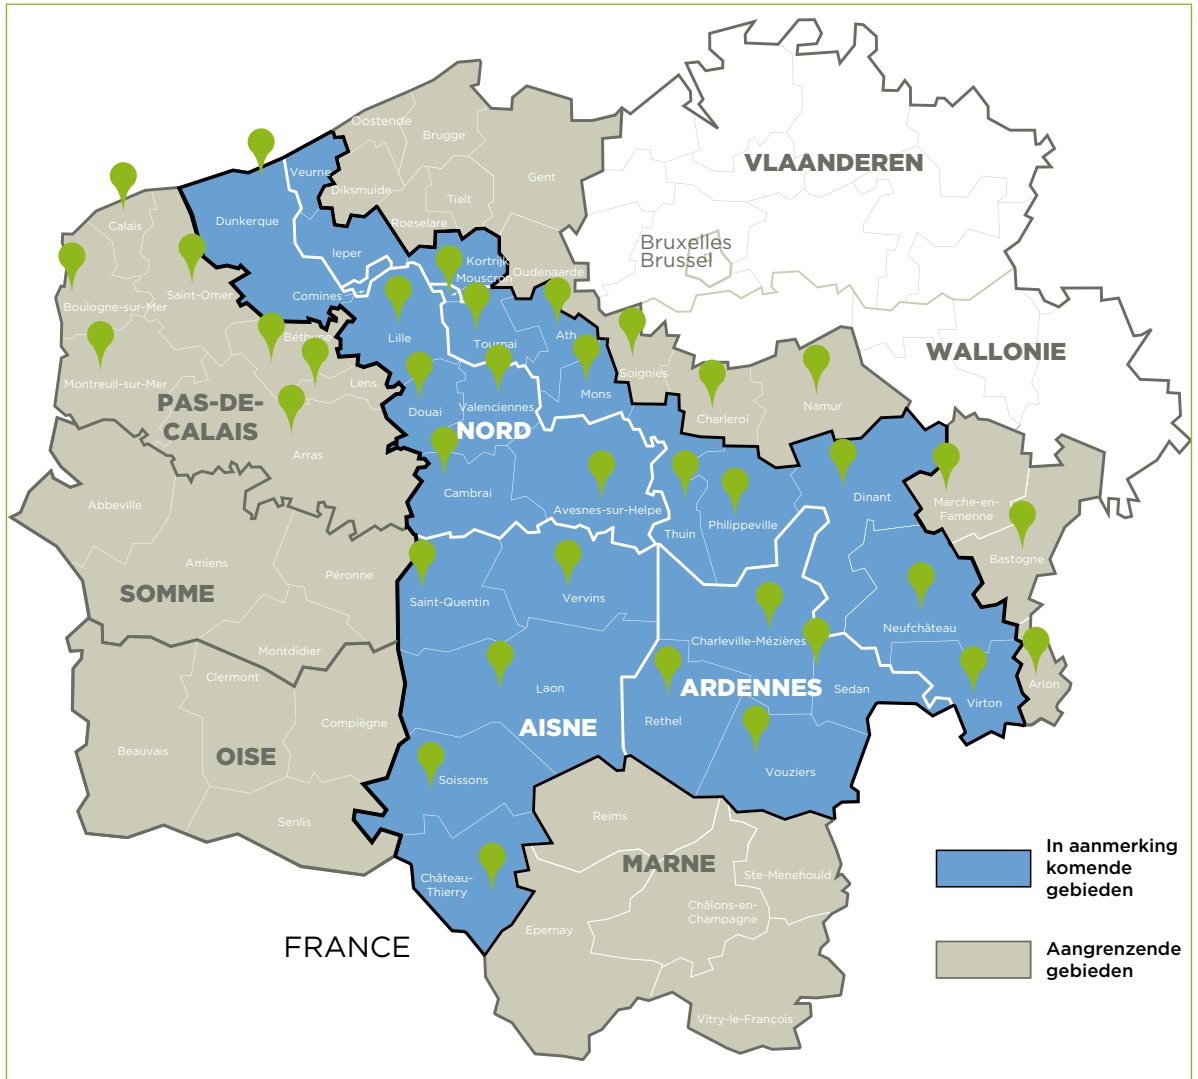 Oostende
Brugge
VLAANDEREN
Veurne
Diksmuide
Gent
Tielt
Calais
Dunkerque
Roeselare
Ieper
Bruxelles
Brussel
Kortrijk
Mouscron
Oudenaarde
Saint-Omer
Comines
Boulogne-sur-Mer
Béthune
Lille
Tournai
Ath
WALLONIE
Soignies
Montreuil-sur-Mer
Lens
Mons
PAS-DE-
CALAIS
Douai
Valenciennes
NORD
Charleroi
Namur
Arras
Abbeville
Cambrai
Avesnes-sur-Helpe
Thuin
Philippeville
Dinant
Marche-en-
Famenne
Bastogne
Amiens
Péronne
SOMME
Saint-Quentin
Vervins
Charleville-Mézières
Neufchâteau
Montdidier
Clermont
Laon
ARDENNES
Sedan
Arlon
Virton
Compiègne
Rethel
AISNE
Beauvais
OISE
Soissons
Vouziers
Senlis
Reims
MARNE
Château-
Thierry
Ste-Menehould
Châlons-en-
Champagne
Epernay
FRANCE
Vitry-le-François
In aanmerking
komende
gebieden
Aangrenzende
gebieden